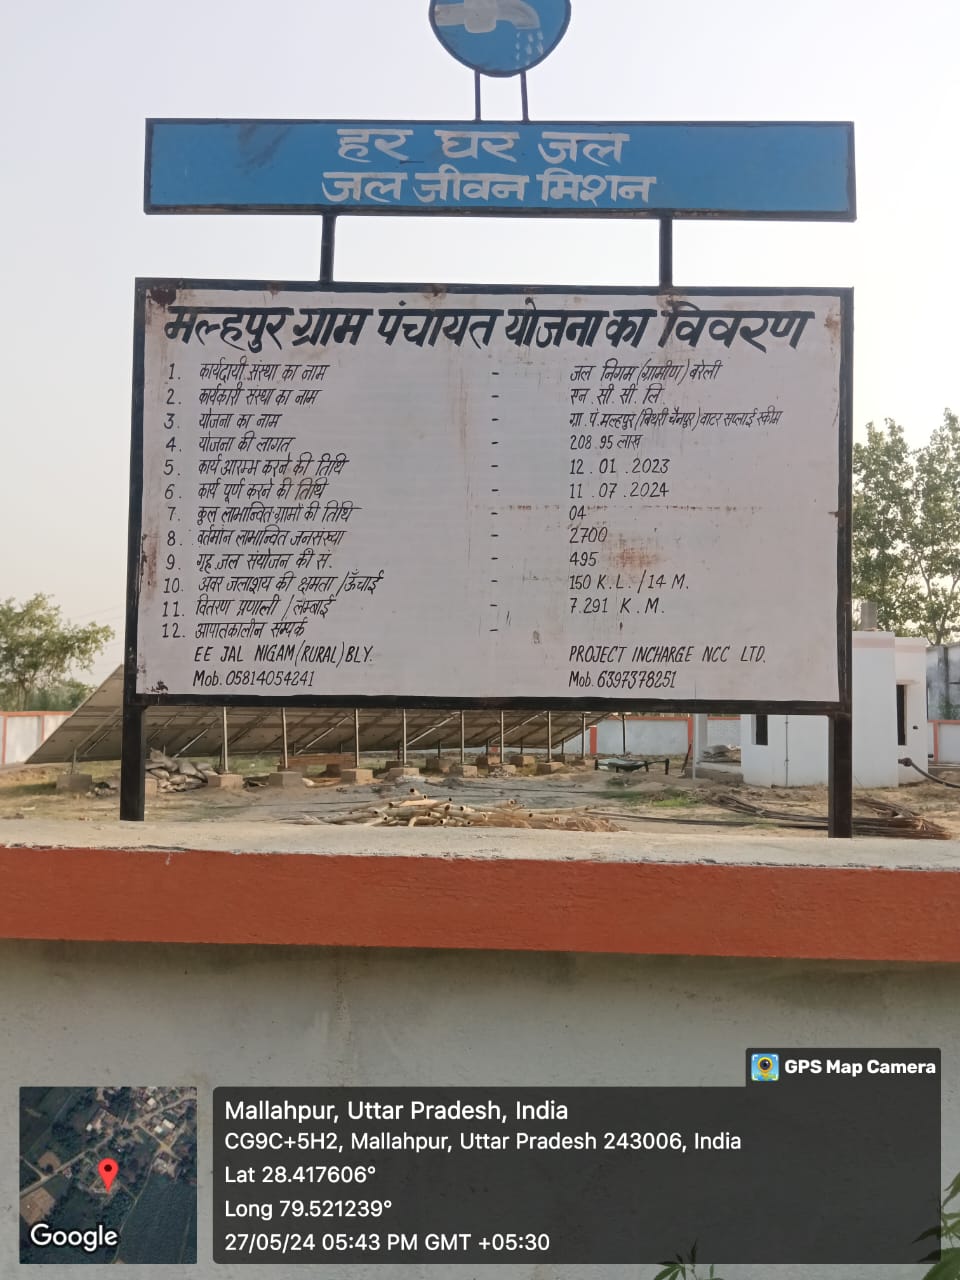 हर घर जल
जल जीवन मिशन
मल्हपुर ग्राम पंचायत योजना का विवरण
1. कार्यदायी संस्था का नाम - जल निगम (ग्रामीण) बरेली
2. कार्यकारी संस्था का नाम - एन. सी. सी. लि.
3. योजना का नाम - ग्रा. पं. मल्हपुर/बिथरी चैनपुर/वाटर सप्लाई स्कीम
4. योजना की लागत - 208.95 लाख
5. कार्य आरम्भ करने की तिथि - 12.01.2023
6. कार्य पूर्ण करने की तिथि - 11.07.2024
7. कुल लाभान्वित ग्रामों की तिथि - 04
8. वर्तमान लाभान्वित जनसंख्या - 2700
9. गृह जल संयोजन की सं. - 495
10. अवर जलाशय की क्षमता/ऊँचाई - 150 K.L./14 M.
11. वितरण प्रणाली/लम्बाई - 7.291 K.M.
12. आपातकालीन सम्पर्क -
EE JAL NIGAM(RURAL)BLY. PROJECT INCHARGE NCC LTD.
Mob. 05814054241 Mob. 6397378251
GPS Map Camera
Mallahpur, Uttar Pradesh, India
CG9C+5H2, Mallahpur, Uttar Pradesh 243006, India
Lat 28.417606°
Long 79.521239°
27/05/24 05:43 PM GMT +05:30
Google